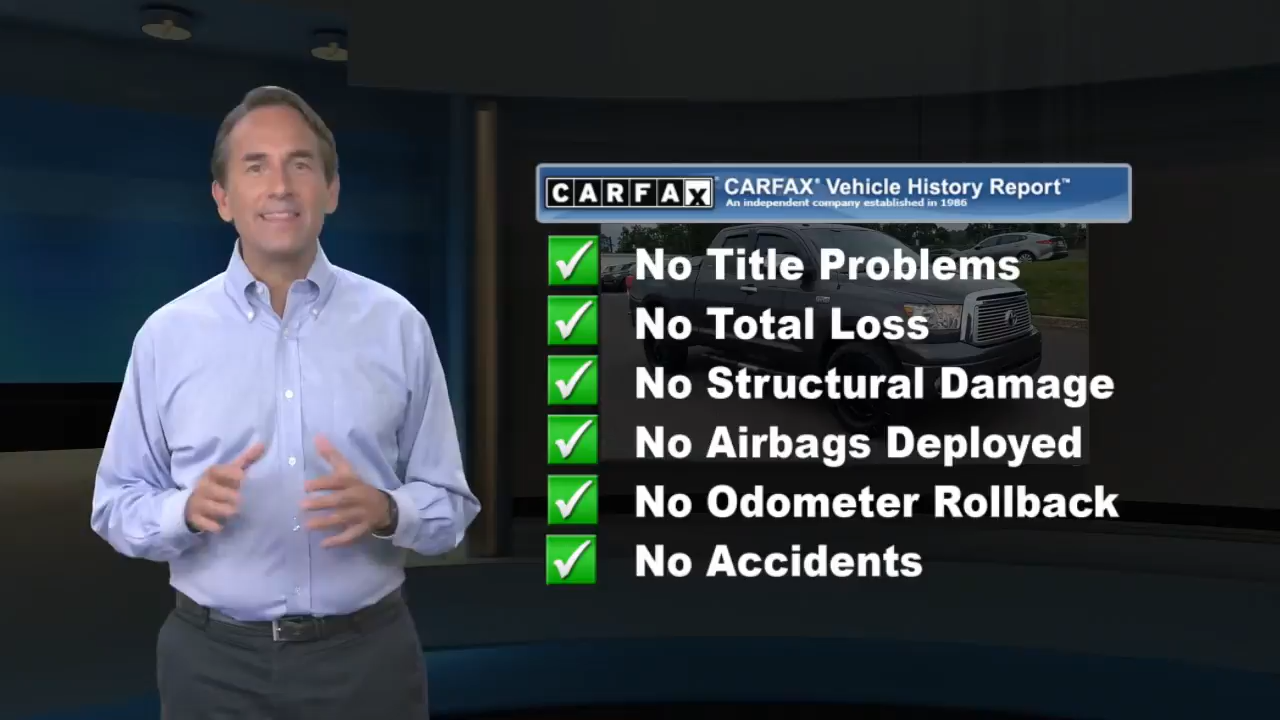 CARFAX CARFAX® Vehicle History Report™
An independent company established in 1986
No Title Problems
No Total Loss
No Structural Damage
No Airbags Deployed
No Odometer Rollback
No Accidents